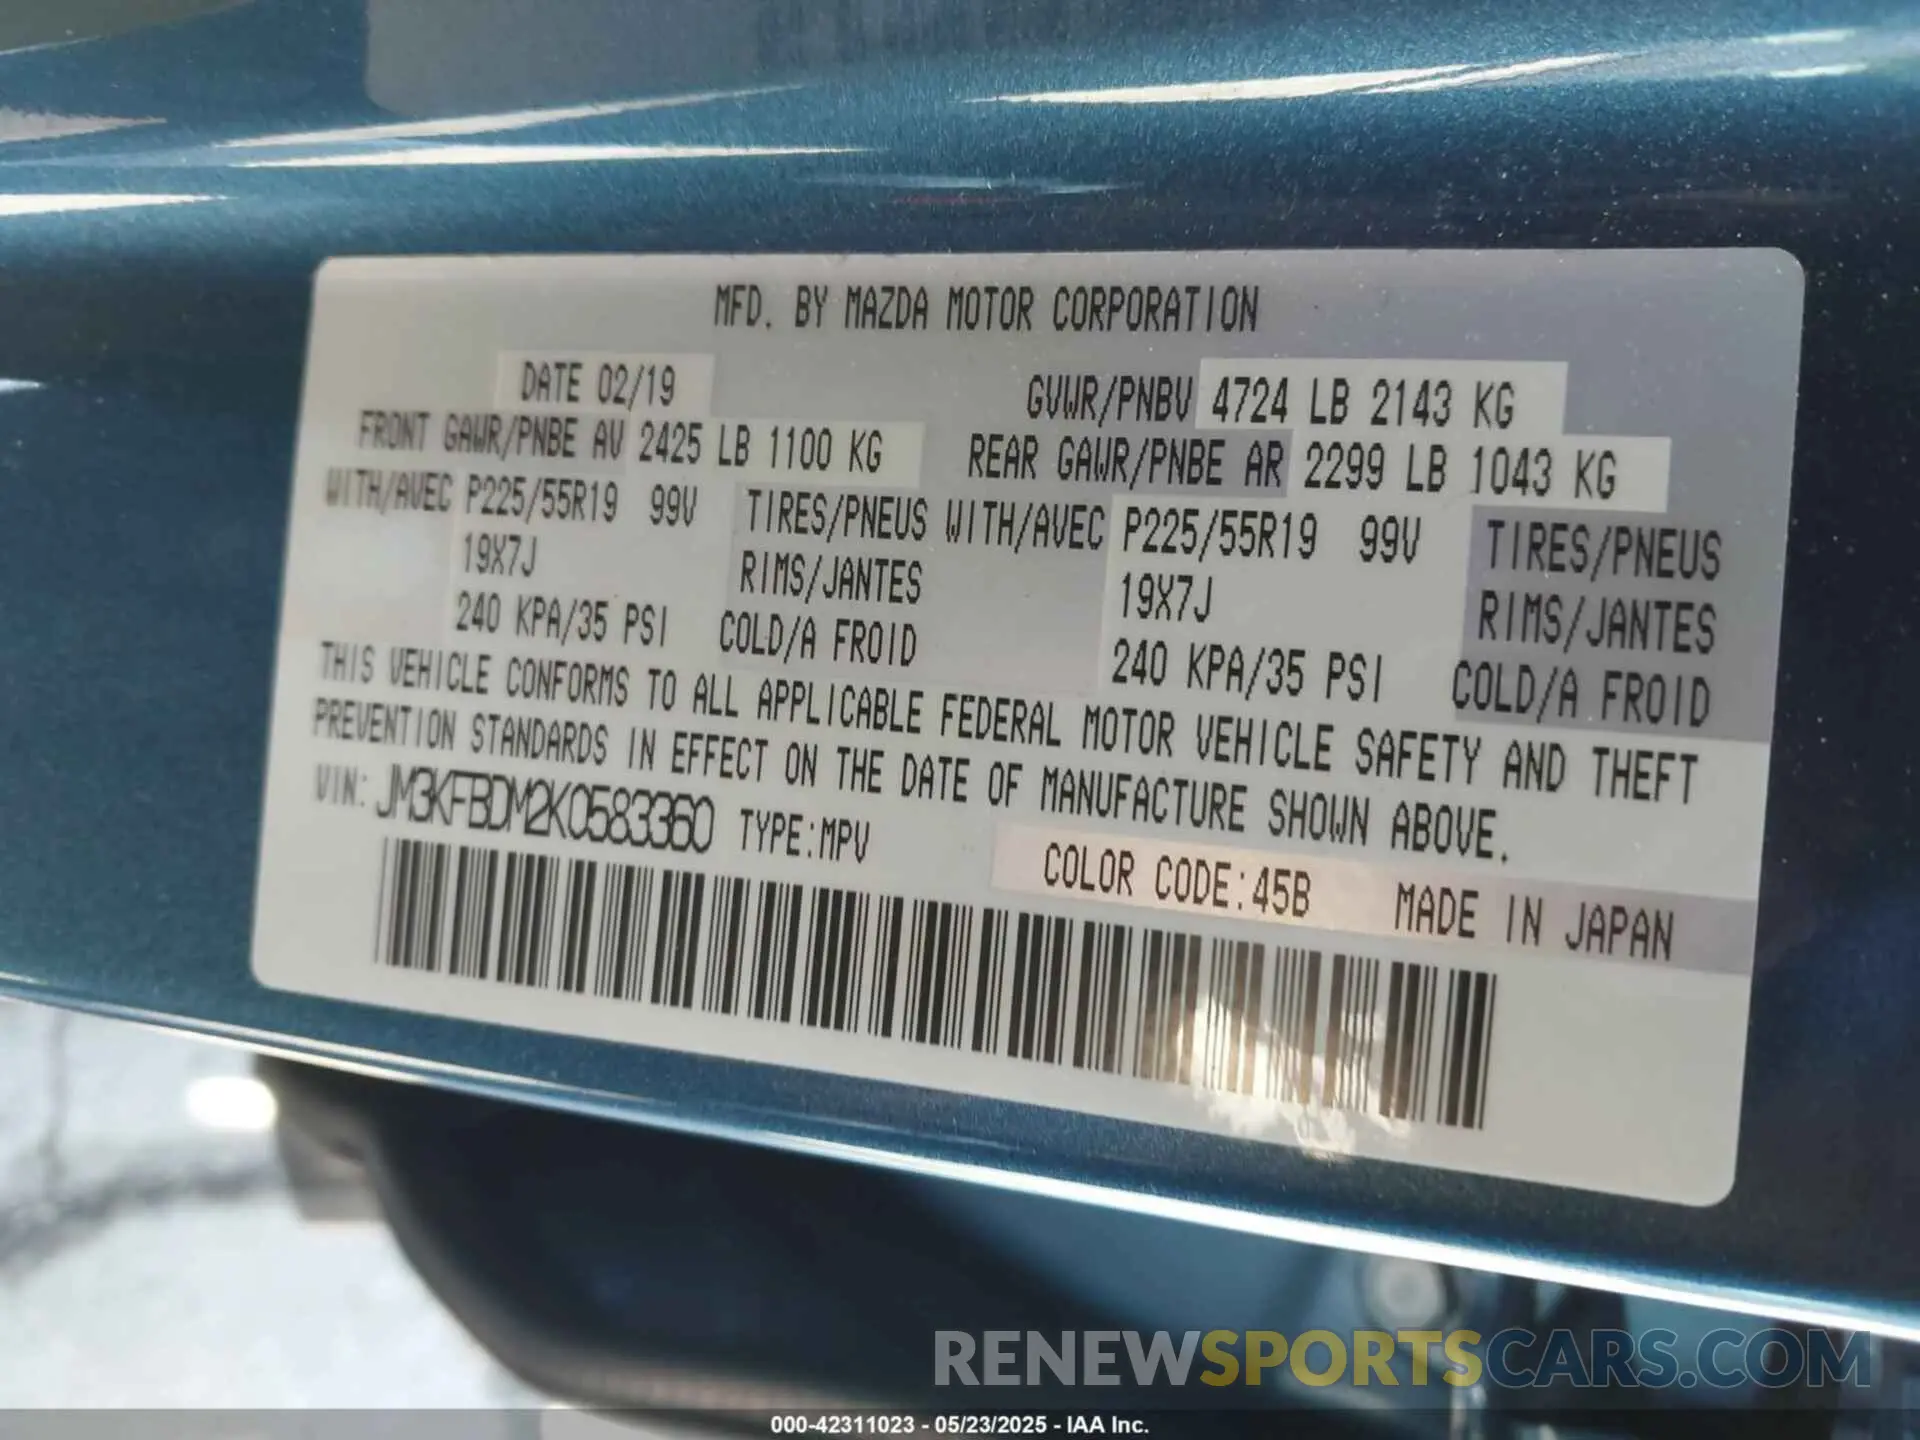 MFD. BY MAZDA MOTOR CORPORATION
DATE 02/19 GVWR/PNBV 4724 LB 2143 KG
FRONT GAWR/PNBE AV 2425 LB 1100 KG REAR GAWR/PNBE AR 2299 LB 1043 KG
WITH/AVEC P225/55R19 99V TIRES/PNEUS WITH/AVEC P225/55R19 99V TIRES/PNEUS
19X7J RIMS/JANTES 19X7J RIMS/JANTES
240 KPA/35 PSI COLD/A FROID 240 KPA/35 PSI COLD/A FROID
THIS VEHICLE CONFORMS TO ALL APPLICABLE FEDERAL MOTOR VEHICLE SAFETY AND THEFT
PREVENTION STANDARDS IN EFFECT ON THE DATE OF MANUFACTURE SHOWN ABOVE.
VIN: JM3KFBDM2K0583360 TYPE:MPV
COLOR CODE:45B MADE IN JAPAN
RENEWSPORTSCARS.COM
000-42311023 - 05/23/2025 - IAA Inc.